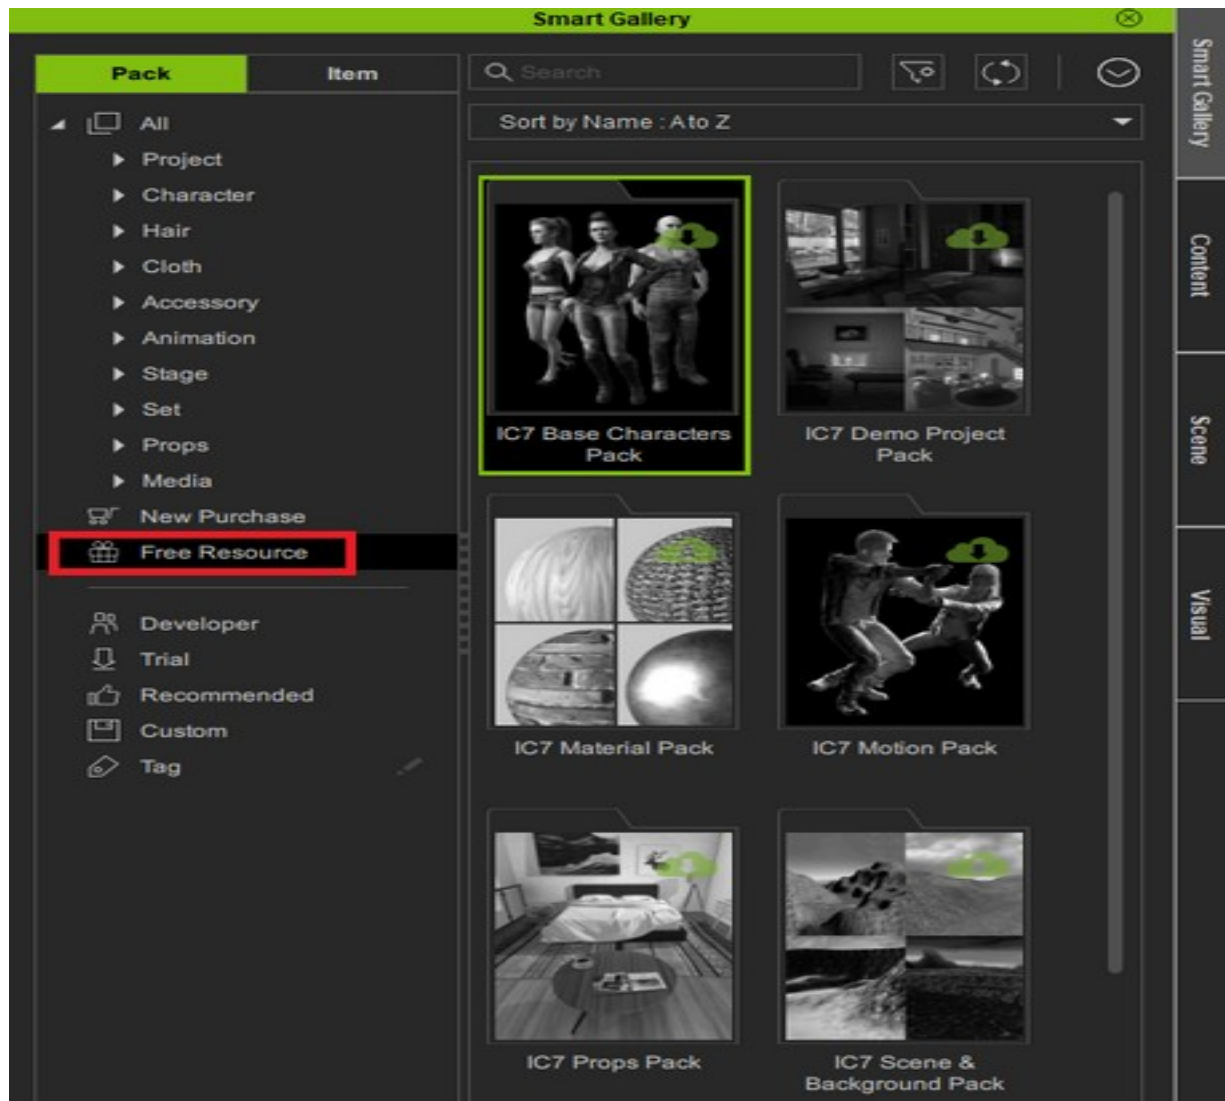 Smart Gallery
Pack
Item
Search
Sort by Name : A to Z
All
Project
Character
Hair
Cloth
Accessory
Animation
Stage
Set
Props
Media
New Purchase
Free Resource
Developer
Trial
Recommended
Custom
Tag
IC7 Base Characters
Pack
IC7 Demo Project
Pack
IC7 Material Pack
IC7 Motion Pack
IC7 Props Pack
IC7 Scene &
Background Pack
Smart Gallery
Content
Scene
Visual